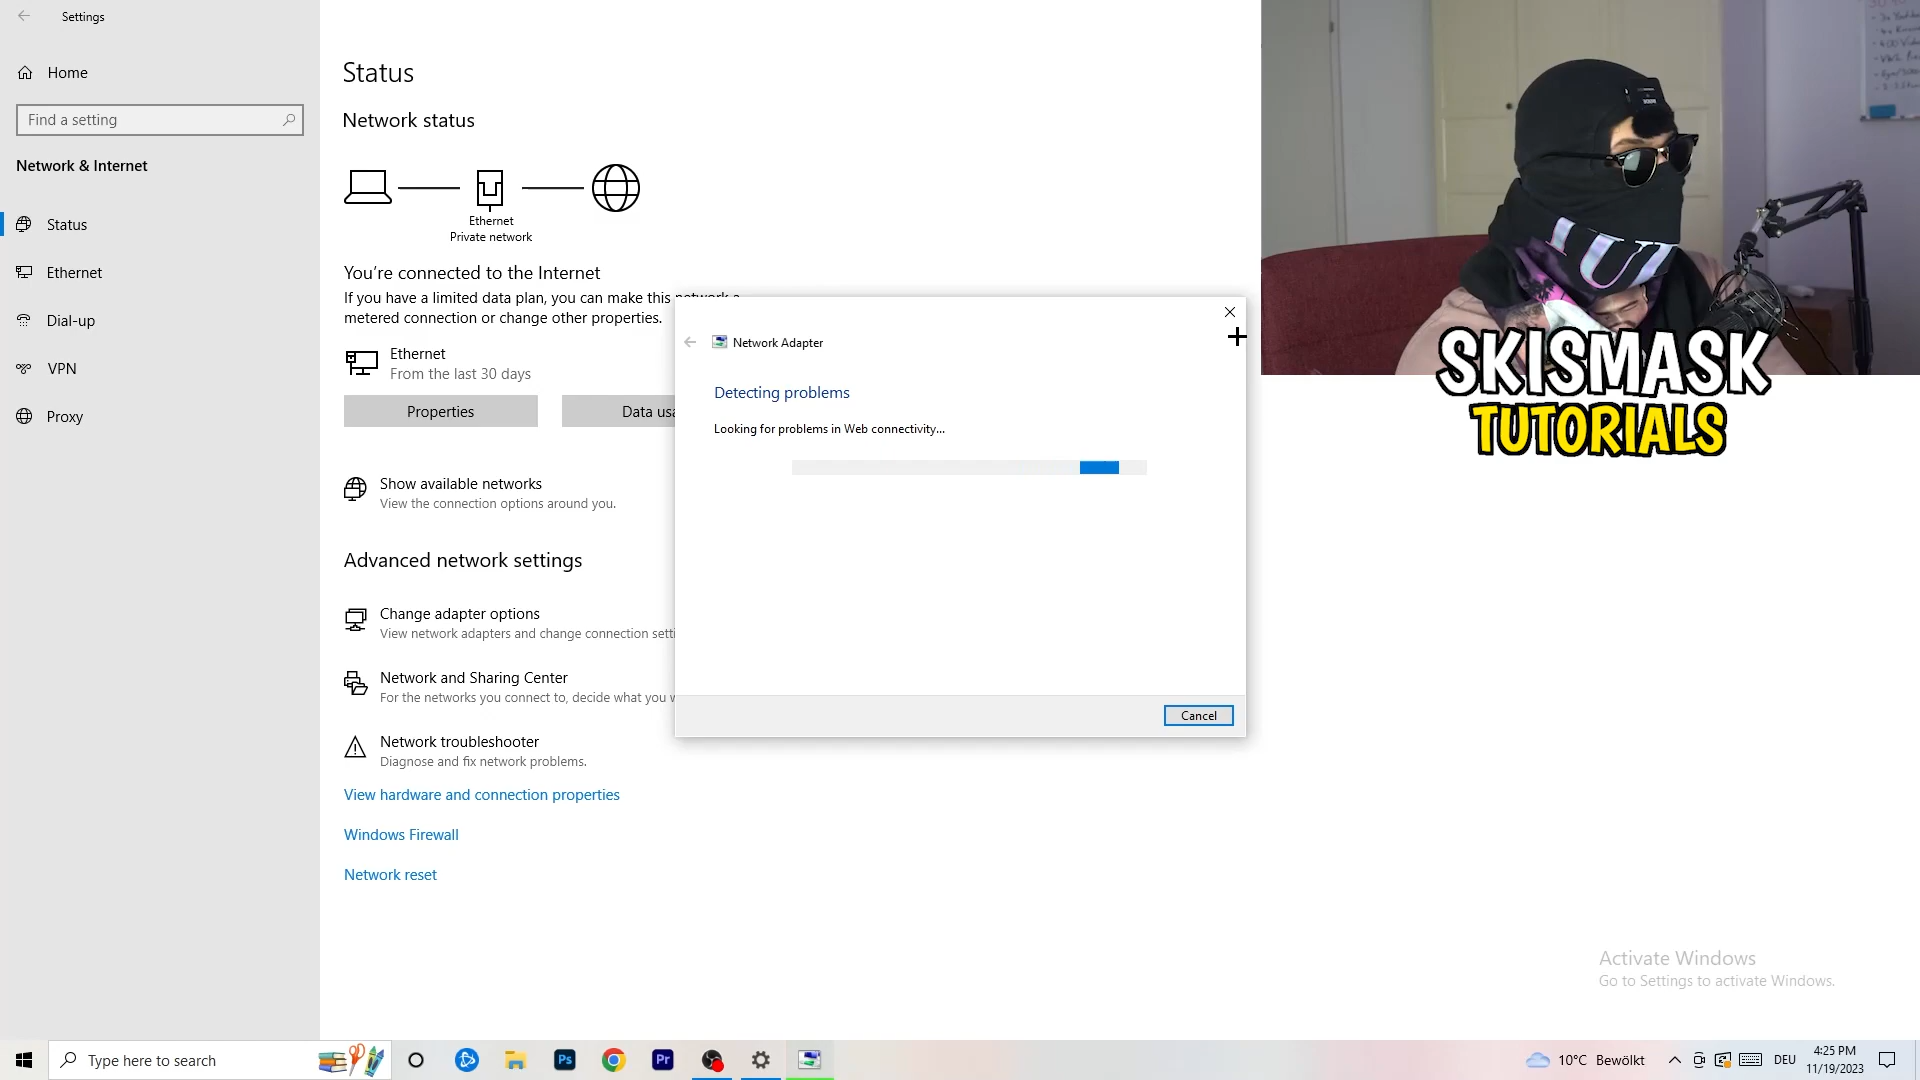 Settings
Home
Find a setting
Network & Internet
Status
Ethernet
Dial-up
VPN
Proxy
Status
Network status
Ethernet
Private network
You're connected to the Internet
If you have a limited data plan, you can make this network a
metered connection or change other properties.
Ethernet
From the last 30 days
Properties
Data usa
Show available networks
View the connection options around you.
Advanced network settings
Change adapter options
View network adapters and change connection setti
Network and Sharing Center
For the networks you connect to, decide what you w
Network troubleshooter
Diagnose and fix network problems.
View hardware and connection properties
Windows Firewall
Network reset
Network Adapter
Detecting problems
Looking for problems in Web connectivity...
Cancel
SKISMASK
TUTORIALS
Activate Windows
Go to Settings to activate Windows.
Type here to search
Ps
Pr
10°C Bewölkt
DEU
4:25 PM
11/19/2023